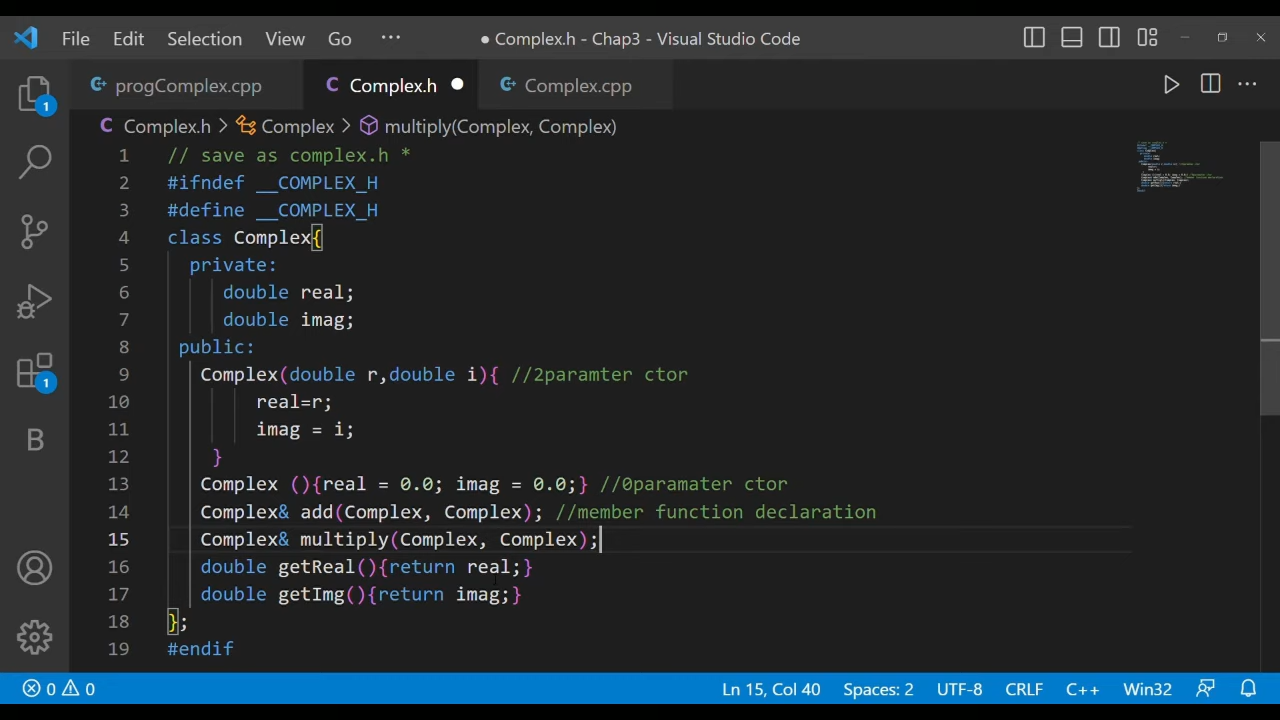 File Edit Selection View Go ··· ● Complex.h - Chap3 - Visual Studio Code
progComplex.cpp C Complex.h ● Complex.cpp
C Complex.h > Complex > multiply(Complex, Complex)
1 // save as complex.h *
2 #ifndef __COMPLEX_H
3 #define __COMPLEX_H
4 class Complex{
5 private:
6 double real;
7 double imag;
8 public:
9 Complex(double r,double i){ //2paramter ctor
10 real=r;
11 imag = i;
12 }
13 Complex (){real = 0.0; imag = 0.0;} //0paramater ctor
14 Complex& add(Complex, Complex); //member function declaration
15 Complex& multiply(Complex, Complex);
16 double getReal(){return real;}
17 double getImg(){return imag;}
18 };
19 #endif
1
1
B
0 0 Ln 15, Col 40 Spaces: 2 UTF-8 CRLF C++ Win32